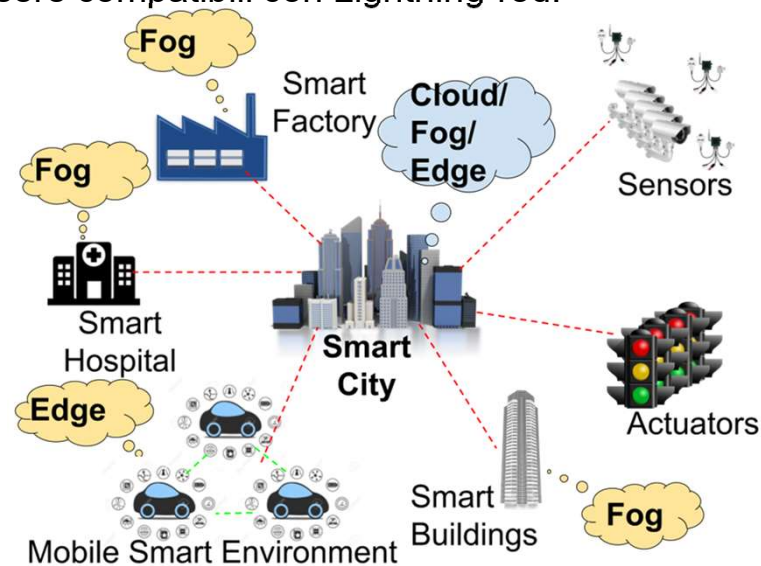 Fog
Smart
Factory
Cloud/
Fog/
Edge
Sensors
Fog
Smart
Hospital
Smart
City
Actuators
Edge
Mobile Smart Environment
Smart
Buildings
Fog